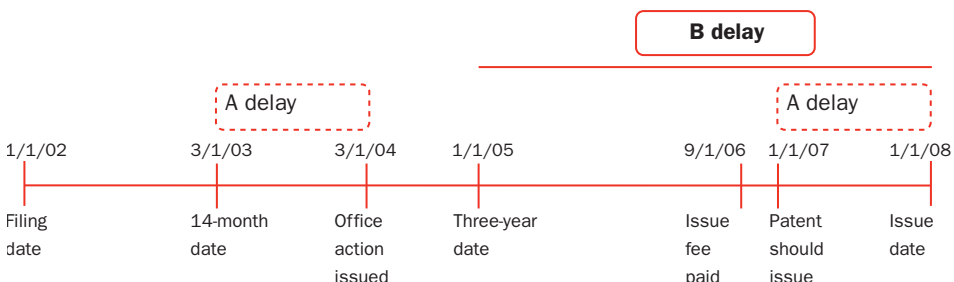 B delay
A delay
A delay
1/1/02
3/1/03
3/1/04
1/1/05
9/1/06
1/1/07
1/1/08
Filing
date
14-month
date
Office
action
issued
Three-year
date
Issue
fee
paid
Patent
should
issue
Issue
date